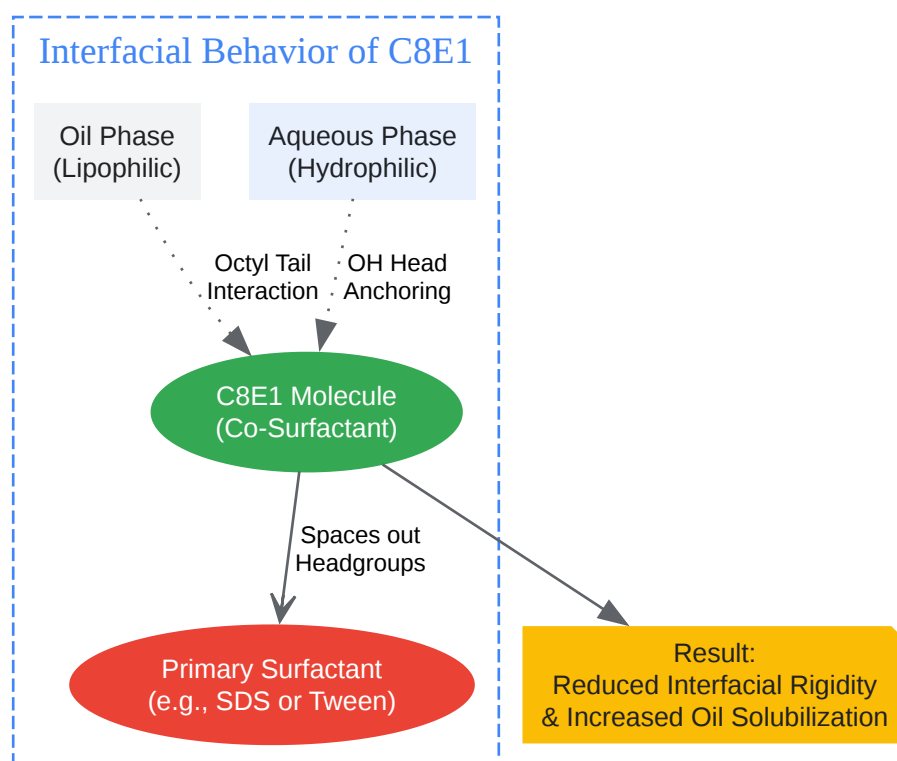 Interfacial Behavior of C8E1
Oil Phase
(Lipophilic)
Aqueous Phase
(Hydrophilic)
Octyl Tail
Interaction
OH Head
Anchoring
C8E1 Molecule
(Co-Surfactant)
Spaces out
Headgroups
Primary Surfactant
(e.g., SDS or Tween)
Result:
Reduced Interfacial Rigidity
& Increased Oil Solubilization